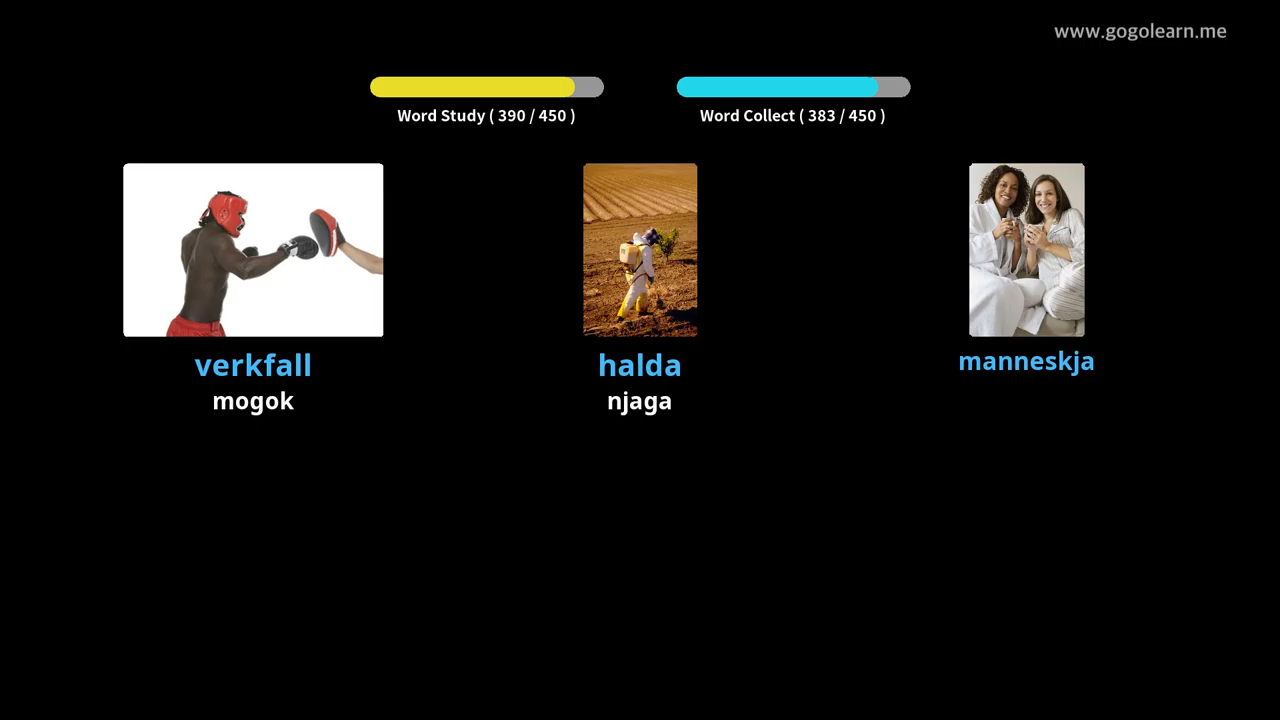 www.gogolearn.me
Word Study ( 390 / 450 )
Word Collect ( 383 / 450 )
verkfall
mogok
halda
njaga
manneskja